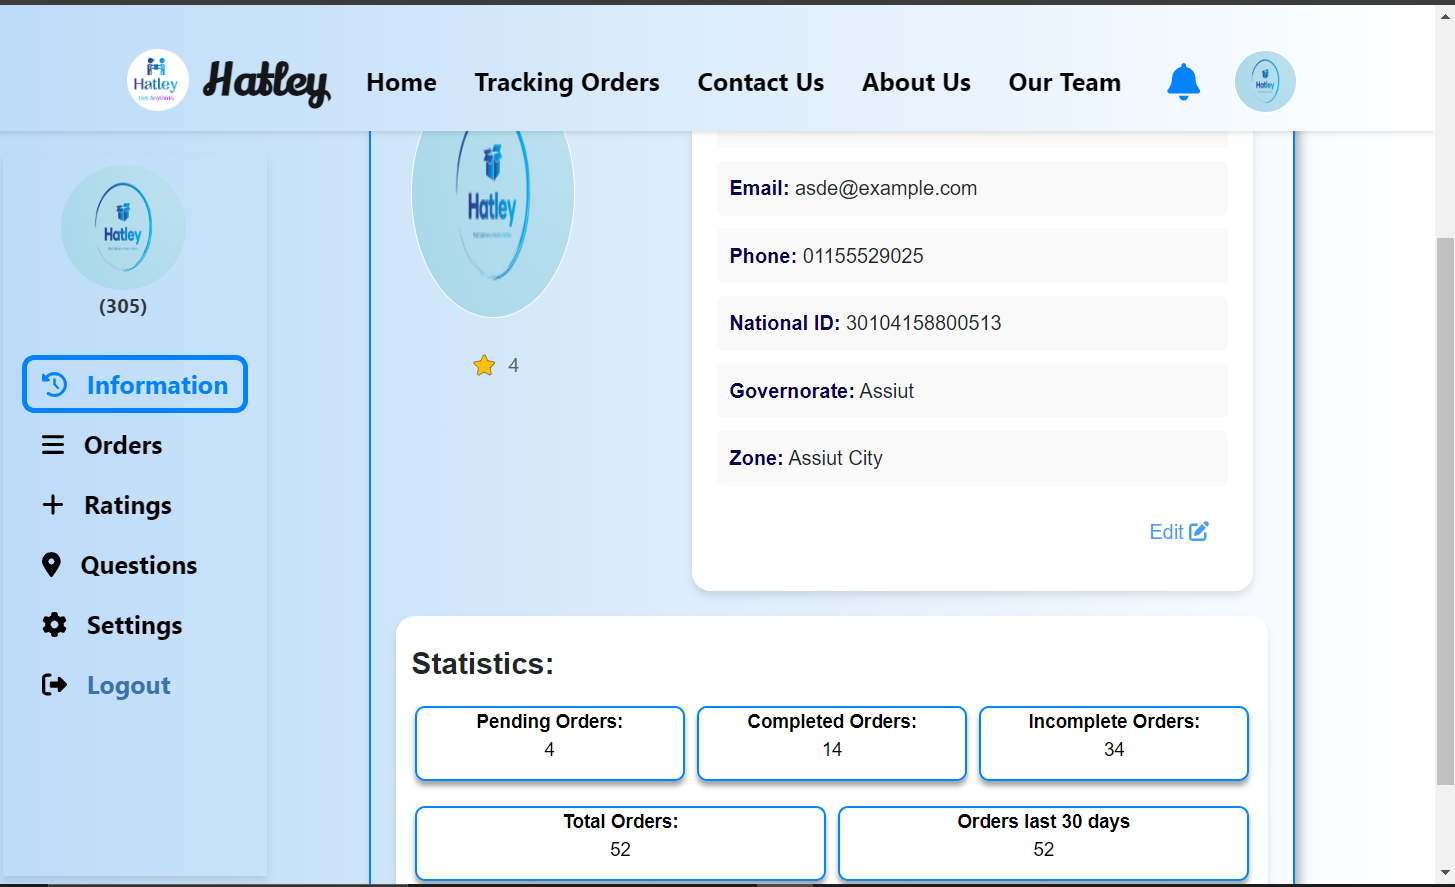 Hatley
Get Anything
Hatley
Home
Tracking Orders
Contact Us
About Us
Our Team
Hatley
Hatley
(305)
Information
Orders
Ratings
Questions
Settings
Logout
Hatley
4
Email: asde@example.com
Phone: 01155529025
National ID: 30104158800513
Governorate: Assiut
Zone: Assiut City
Edit
Statistics:
Pending Orders:
4
Completed Orders:
14
Incomplete Orders:
34
Total Orders:
52
Orders last 30 days
52